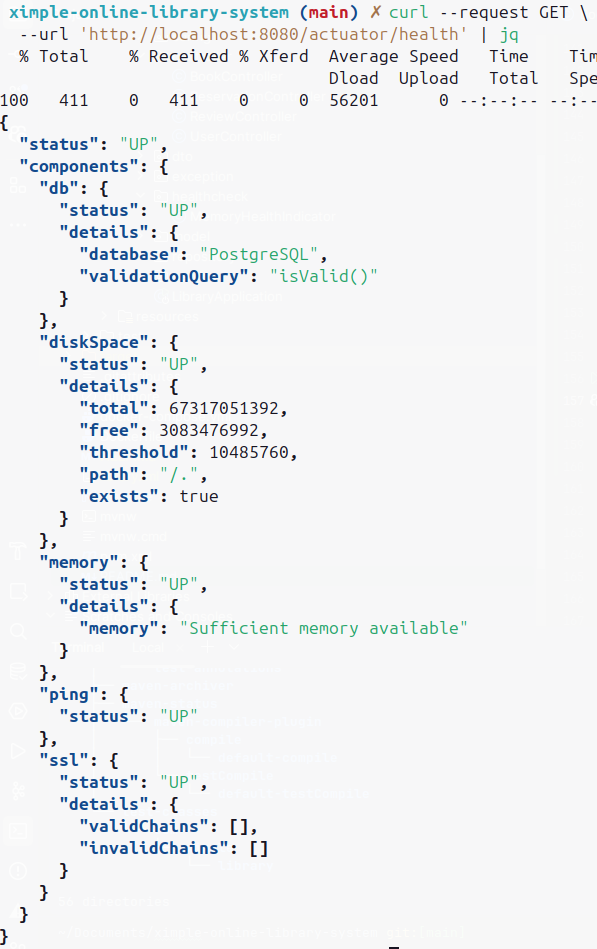 ximple-online-library-system (main) ✗ curl --request GET \
  --url 'http://localhost:8080/actuator/health' | jq
  % Total    % Received % Xferd  Average Speed   Time    Tim
                                 Dload  Upload   Total   Spe
100   411    0   411    0     0  56201      0 --:--:-- --:--
{
  "status": "UP",
  "components": {
    "db": {
      "status": "UP",
      "details": {
        "database": "PostgreSQL",
        "validationQuery": "isValid()"
      }
    },
    "diskSpace": {
      "status": "UP",
      "details": {
        "total": 67317051392,
        "free": 3083476992,
        "threshold": 10485760,
        "path": "/.",
        "exists": true
      }
    },
    "memory": {
      "status": "UP",
      "details": {
        "memory": "Sufficient memory available"
      }
    },
    "ping": {
      "status": "UP"
    },
    "ssl": {
      "status": "UP",
      "details": {
        "validChains": [],
        "invalidChains": []
      }
    }
  }
}